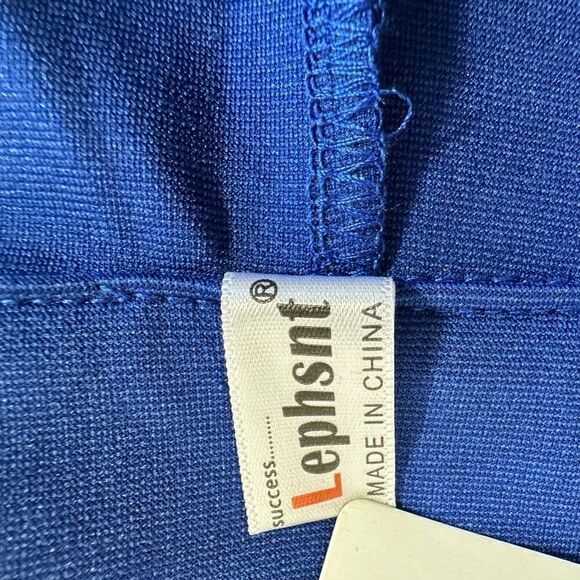 success.........
Lephsnt®
MADE IN CHINA